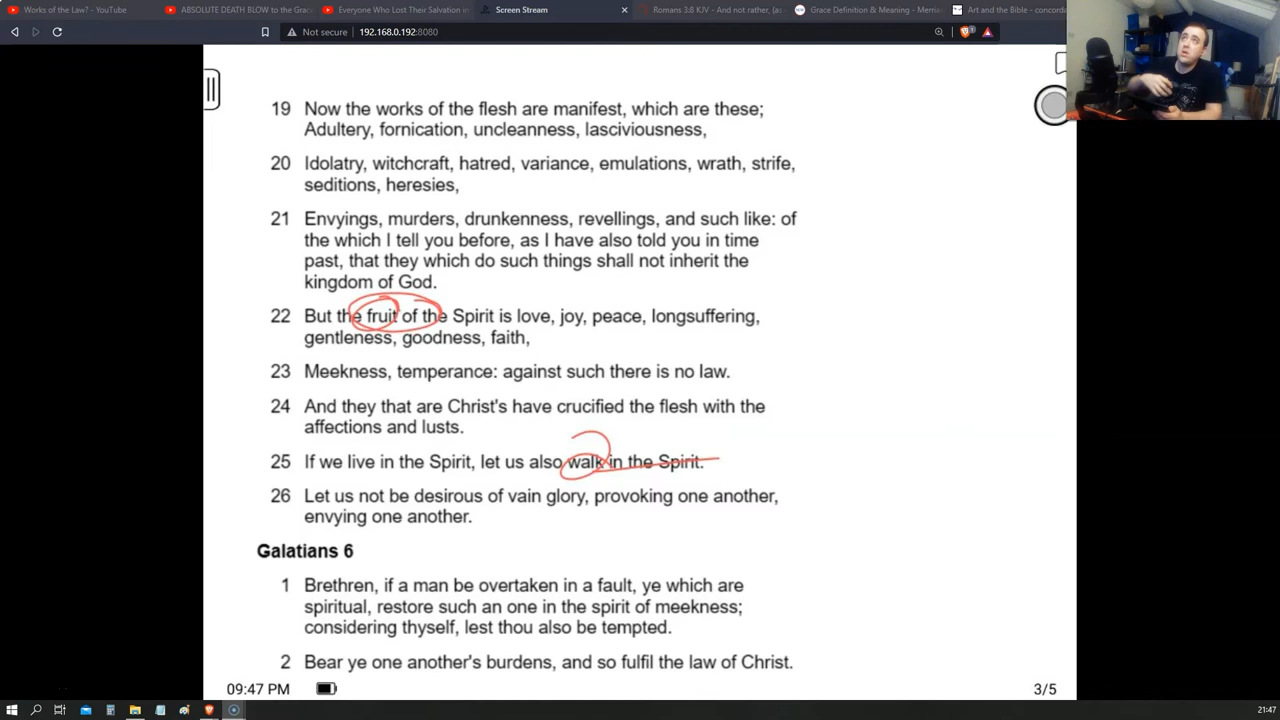 Works of the Law? - YouTube
ABSOLUTE DEATH BLOW to the Grace
Everyone Who Lost Their Salvation in
Screen Stream
Romans 3:8 KJV - And not rather, (as
Grace Definition & Meaning - Merriam
Art and the Bible - concorda
Not secure
192.168.0.192:8080
19 Now the works of the flesh are manifest, which are these;
Adultery, fornication, uncleanness, lasciviousness,
20 Idolatry, witchcraft, hatred, variance, emulations, wrath, strife,
seditions, heresies,
21 Envyings, murders, drunkenness, revellings, and such like: of
the which I tell you before, as I have also told you in time
past, that they which do such things shall not inherit the
kingdom of God.
22 But the fruit of the Spirit is love, joy, peace, longsuffering,
gentleness, goodness, faith,
23 Meekness, temperance: against such there is no law.
24 And they that are Christ's have crucified the flesh with the
affections and lusts.
25 If we live in the Spirit, let us also walk in the Spirit.
26 Let us not be desirous of vain glory, provoking one another,
envying one another.
Galatians 6
1 Brethren, if a man be overtaken in a fault, ye which are
spiritual, restore such an one in the spirit of meekness;
considering thyself, lest thou also be tempted.
2 Bear ye one another's burdens, and so fulfil the law of Christ.
09:47 PM
3/5
21:47